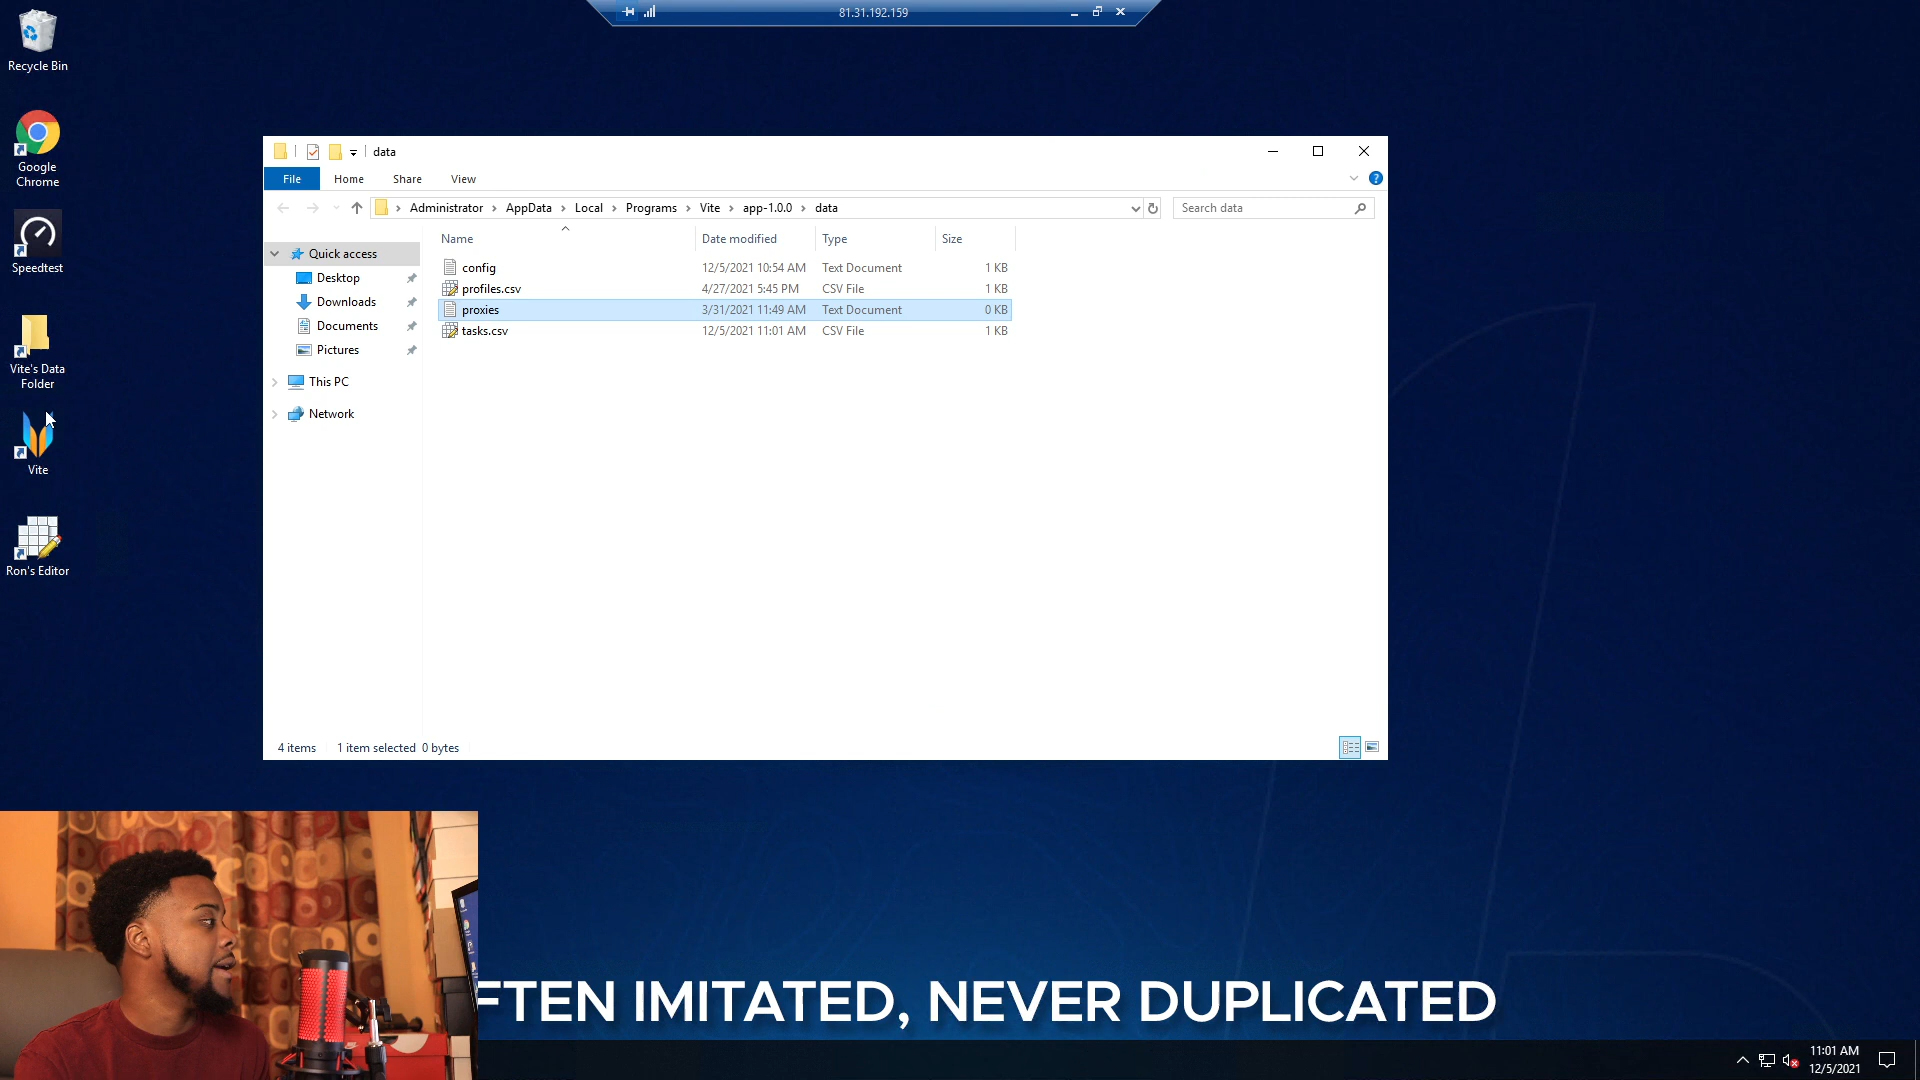 81.31.192.159
Recycle Bin
Google
Chrome
Speedtest
Vite's Data
Folder
Vite
Ron's Editor
data
File Home Share View
Administrator AppData Local Programs Vite app-1.0.0 data
Search data
Name Date modified Type Size
Quick access
Desktop
Downloads
Documents
Pictures
This PC
Network
config 12/5/2021 10:54 AM Text Document 1 KB
profiles.csv 4/27/2021 5:45 PM CSV File 1 KB
proxies 3/31/2021 11:49 AM Text Document 0 KB
tasks.csv 12/5/2021 11:01 AM CSV File 1 KB
4 items 1 item selected 0 bytes
FTEN IMITATED, NEVER DUPLICATED
11:01 AM
12/5/2021